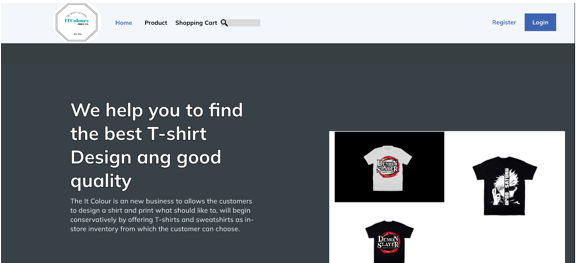 ITColours
Home Product Shopping Cart
Register Login
We help you to find
the best T-shirt
Design ang good
quality
The It Colour is an new business to allows the customers
to design a shirt and print what should like to, will begin
conservatively by offering T-shirts and sweatshirts as in-
store inventory from which the customer can choose.
DEMON
SLAYER
DEMON
SLAYER